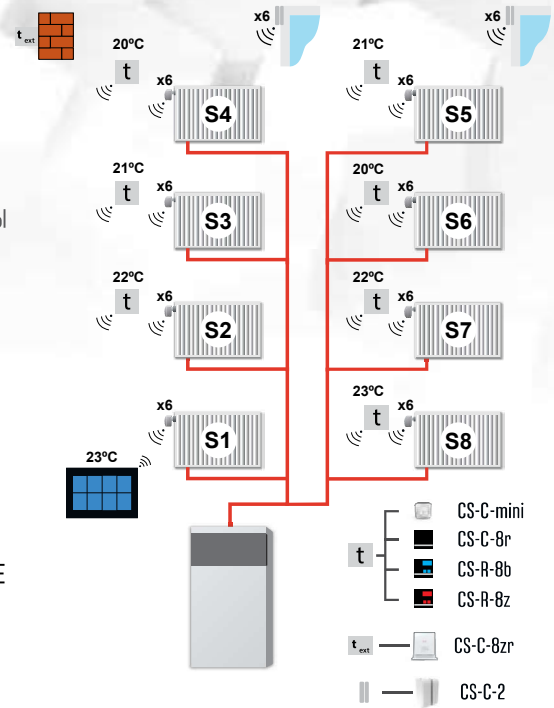 x6
x6
t ext
20ºC
21ºC
t
x6
t
x6
S4
S5
21ºC
20ºC
t
x6
t
x6
S3
S6
22ºC
22ºC
t
x6
t
x6
S2
S7
23ºC
x6
t
x6
S1
S8
23ºC
CS-C-mini
CS-C-8r
t
CS-R-8b
E
CS-R-8z
t ext
CS-C-8zr
CS-C-2